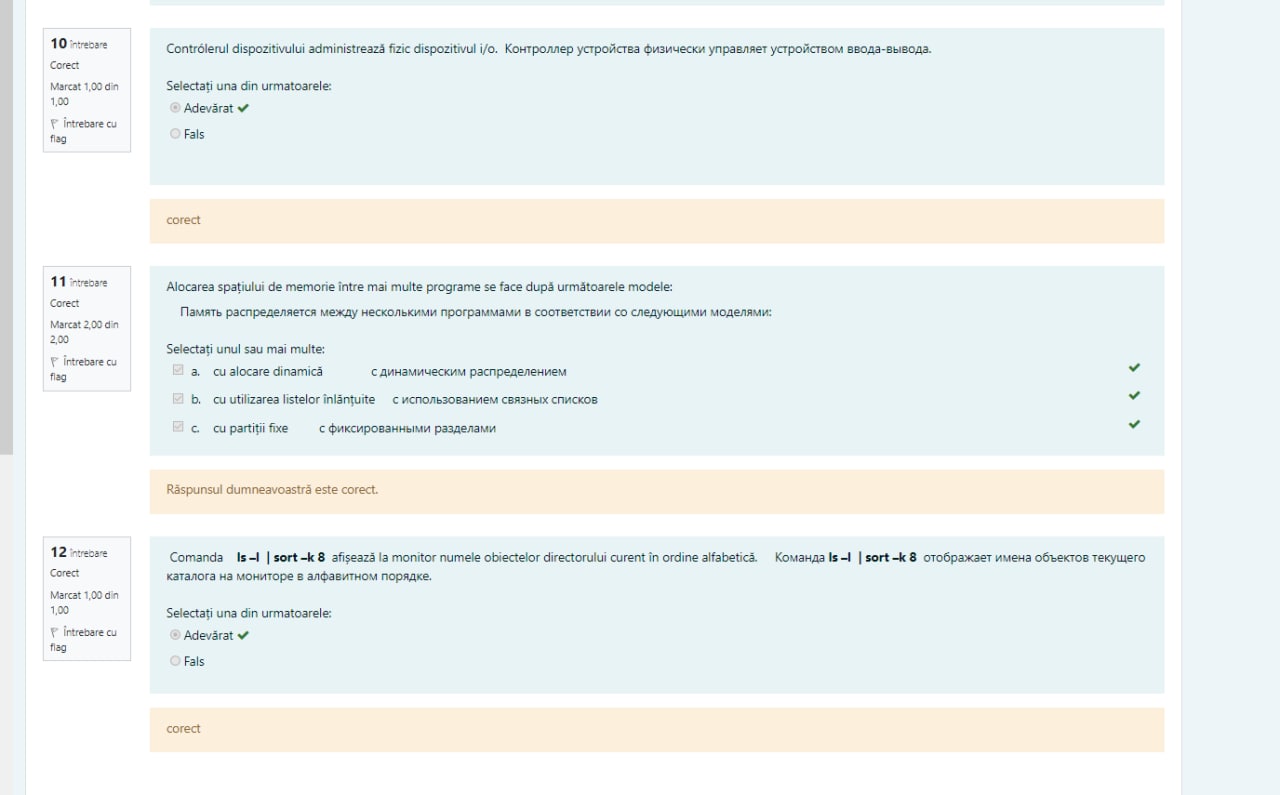 10 întrebare
Corect
Marcat 1,00 din
1,00
Întrebare cu
flag
Contrólerul dispozitivului administrează fizic dispozitivul i/o. Контроллер устройства физически управляет устройством ввода-вывода.
Selectați una din urmatoarele:
Adevărat
Fals
corect
11 întrebare
Corect
Marcat 2,00 din
2,00
Întrebare cu
flag
Alocarea spațiului de memorie între mai multe programe se face după următoarele modele:
Память распределяется между несколькими программами в соответствии со следующими моделями:
Selectați unul sau mai multe:
a. cu alocare dinamică с динамическим распределением
b. cu utilizarea listelor înlănțuite с использованием связных списков
c. cu partiții fixe с фиксированными разделами
Răspunsul dumneavoastră este corect.
12 întrebare
Corect
Marcat 1,00 din
1,00
Întrebare cu
flag
Comanda ls –l | sort –k 8 afișează la monitor numele obiectelor directorului curent în ordine alfabetică. Команда ls –l | sort –k 8 отображает имена объектов текущего
каталога на мониторе в алфавитном порядке.
Selectați una din urmatoarele:
Adevărat
Fals
corect